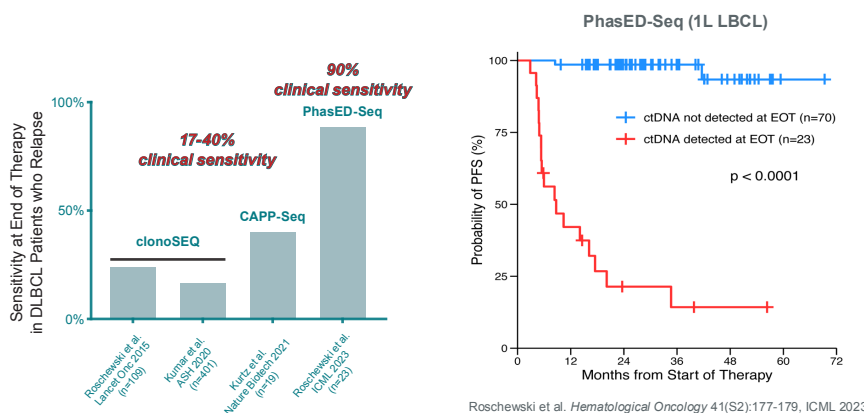 PhasED-Seq (1L LBCL)
90%
clinical sensitivity
PhasED-Seq
17-40%
clinical sensitivity
CAPP-Seq
clonoSEQ
100%
50%
0%
Sensitivity at End of Therapy
in DLBCL Patients who Relapse
Roschewski et al.
Lancet Onc 2015
(n=109)
Kumar et al.
ASH 2020
(n=401)
Kurtz et al.
Nature Biotech 2021
(n=19)
Roschewski et al.
ICML 2023
(n=23)
100
75
50
25
0
Probability of PFS (%)
ctDNA not detected at EOT (n=70)
ctDNA detected at EOT (n=23)
p < 0.0001
0 12 24 36 48 60 72
Months from Start of Therapy
Roschewski et al. Hematological Oncology 41(S2):177-179, ICML 2023